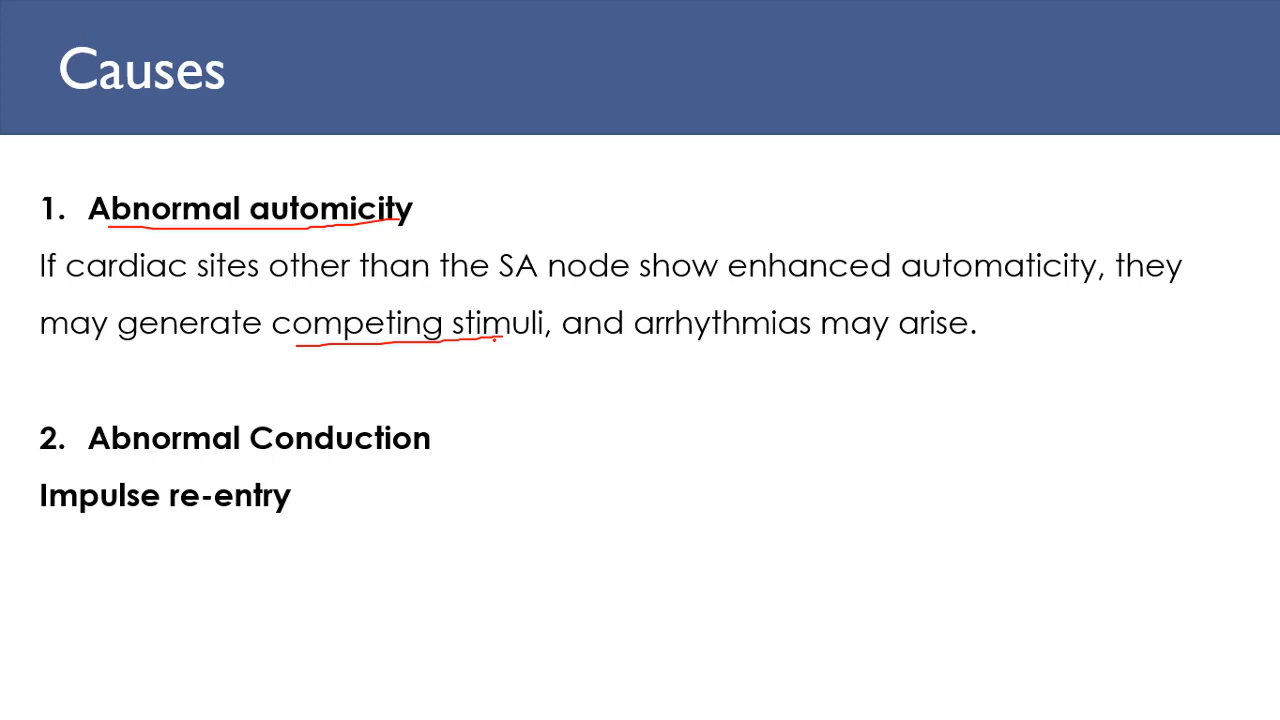 Causes
1. Abnormal automicity
If cardiac sites other than the SA node show enhanced automaticity, they
may generate competing stimuli, and arrhythmias may arise.
2. Abnormal Conduction
Impulse re-entry